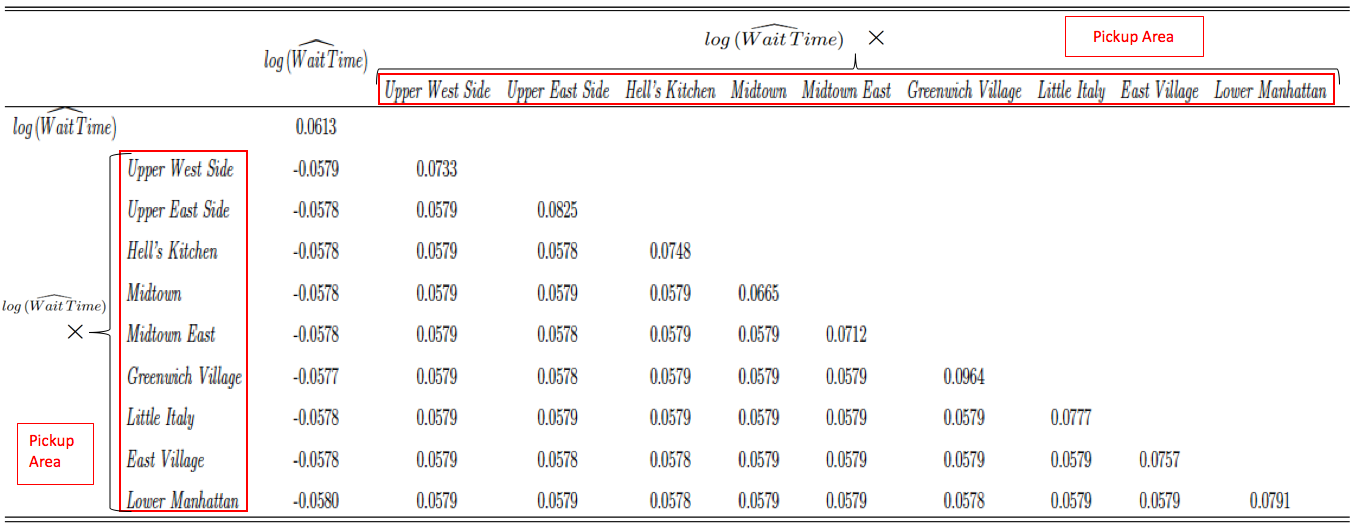 log (WaitTime) × Pickup Area
log (WaitTime)
Upper West Side Upper East Side Hell's Kitchen Midtown Midtown East Greenwich Village Little Italy East Village Lower Manhattan
log (WaitTime) 0.0613
Upper West Side -0.0579 0.0733
Upper East Side -0.0578 0.0579 0.0825
Hell's Kitchen -0.0578 0.0579 0.0578 0.0748
Midtown -0.0578 0.0579 0.0579 0.0579 0.0665
log (WaitTime)
×
Midtown East -0.0578 0.0579 0.0578 0.0579 0.0579 0.0712
Greenwich Village -0.0577 0.0579 0.0578 0.0579 0.0579 0.0579 0.0964
Little Italy -0.0578 0.0579 0.0579 0.0579 0.0579 0.0579 0.0579 0.0777
Pickup
Area
East Village -0.0578 0.0579 0.0578 0.0578 0.0579 0.0579 0.0579 0.0579 0.0757
Lower Manhattan -0.0580 0.0579 0.0579 0.0578 0.0579 0.0579 0.0578 0.0579 0.0579 0.0791